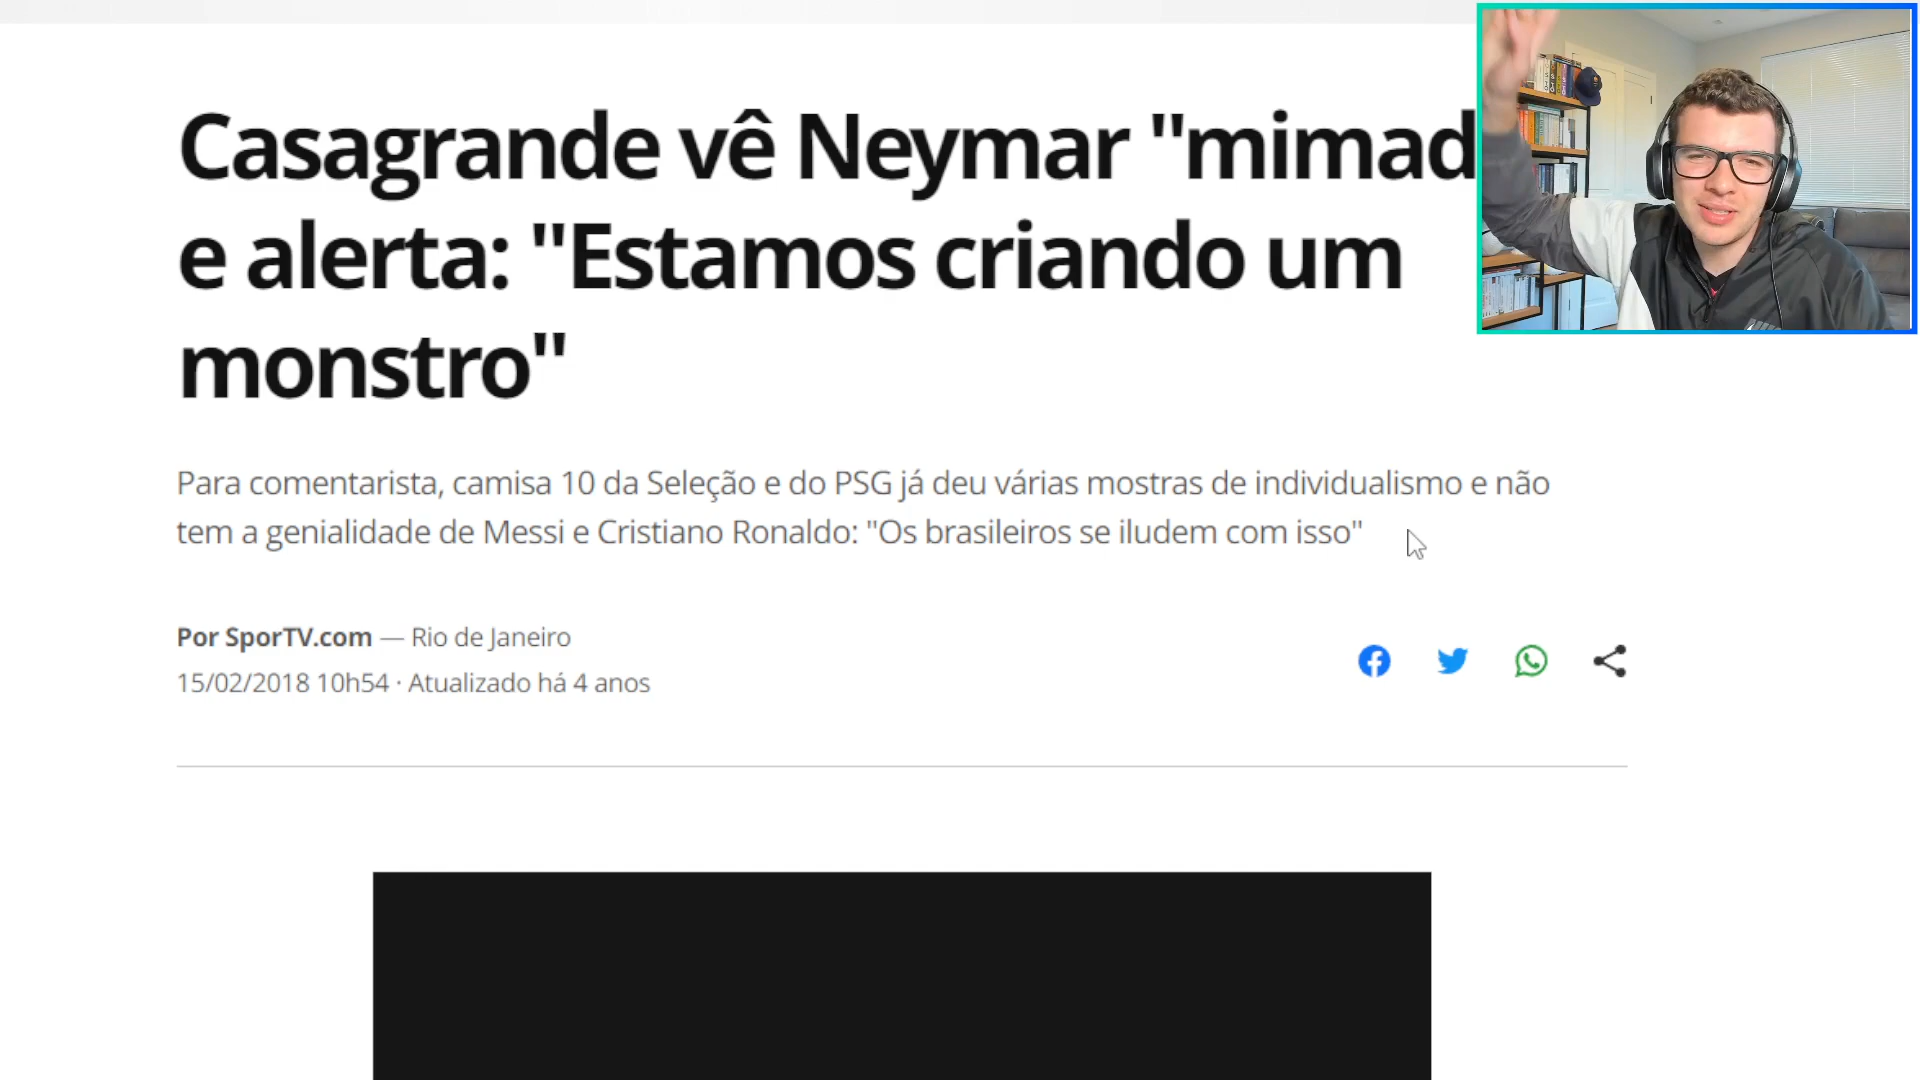 Casagrande vê Neymar "mimad
e alerta: "Estamos criando um
monstro"
Para comentarista, camisa 10 da Seleção e do PSG já deu várias mostras de individualismo e não
tem a genialidade de Messi e Cristiano Ronaldo: "Os brasileiros se iludem com isso"
Por SporTV.com — Rio de Janeiro
15/02/2018 10h54 · Atualizado há 4 anos